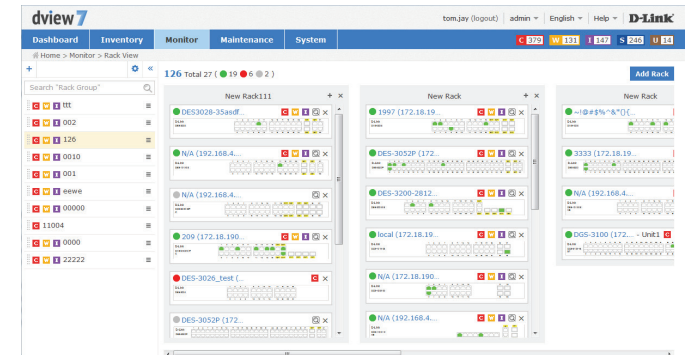 dview 7
tom.jay (logout) admin English Help D-Link
Dashboard Inventory Monitor Maintenance System C 379 W 131 I 147 S 246 U 14
Home > Monitor > Rack View
126 Total 27 ( 19 6 2 ) Add Rack
Search "Rack Group"
C W I ttt
C W I 002
C W I 126
C W I 0010
C W I 001
C W I eewe
C W I 00000
C 11004
C W I 0000
C W I 22222
New Rack111
DES3028-35asdf... C W I
N/A (192.168.4.... C W I
N/A (192.168.4....
209 (172.18.190... C W I
DES-3026_test (... C
DES-3052P (172...
New Rack
1997 (172.18.19... C W I
DES-3052P (172... C W I
DES-3200-2812... C W I
local (172.18.19... C W I
N/A (172.18.190... C W I
N/A (192.168.4.... C W I
New Rack
~!@#$%^&*(){...
3333 (172.18.19...
N/A (192.168.4....
DGS-3100 (172... - Unit1 C